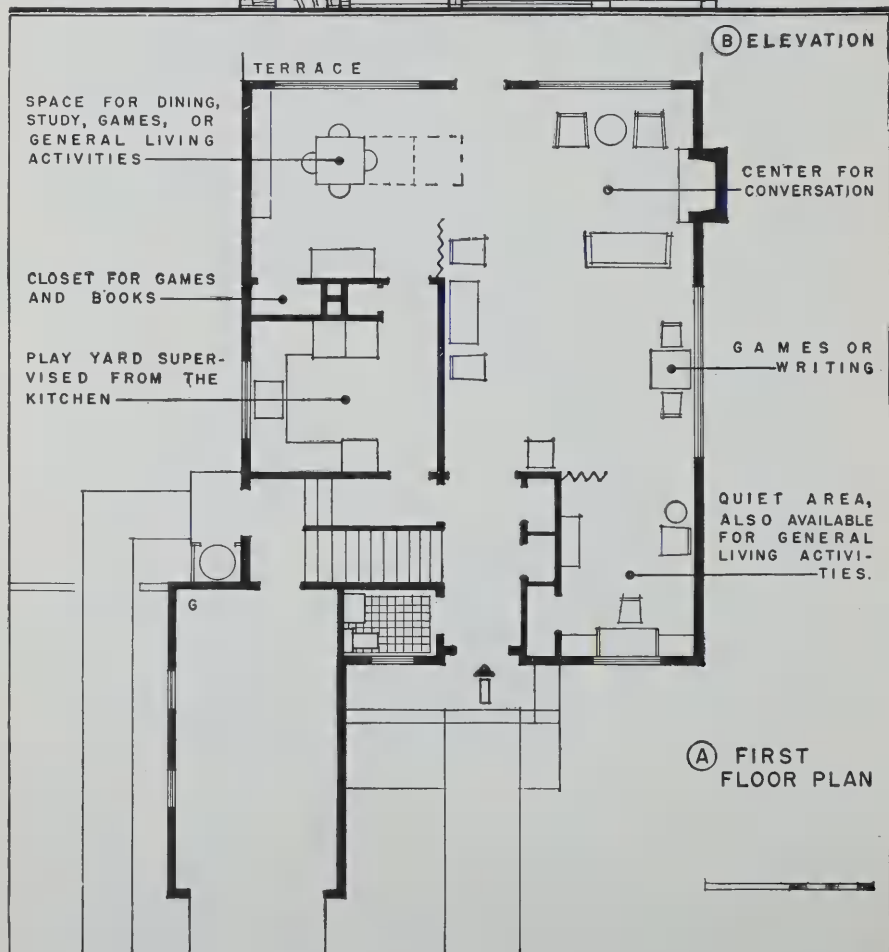 (B) ELEVATION
TERRACE
SPACE FOR DINING,
STUDY, GAMES, OR
GENERAL LIVING
ACTIVITIES
CENTER FOR
CONVERSATION
CLOSET FOR GAMES
AND BOOKS
PLAY YARD SUPER-
VISED FROM THE
KITCHEN
GAMES OR
WRITING
QUIET AREA,
ALSO AVAILABLE
FOR GENERAL
LIVING ACTIVI-
TIES.
G
(A) FIRST
FLOOR PLAN